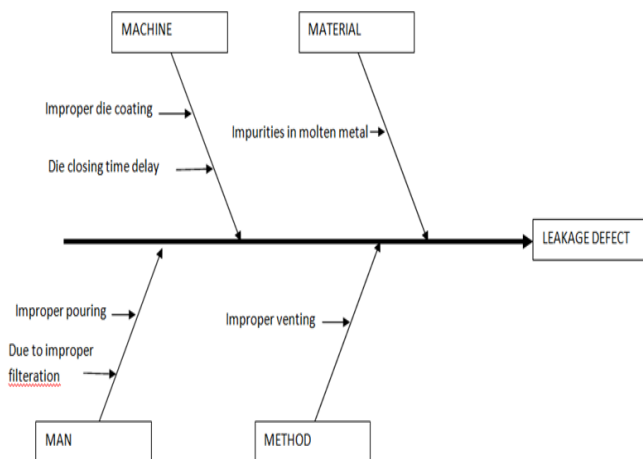 MACHINE
MATERIAL
Improper die coating
Impurities in molten metal
Die closing time delay
LEAKAGE DEFECT
Improper pouring
Improper venting
Due to improper
filteration
MAN
METHOD